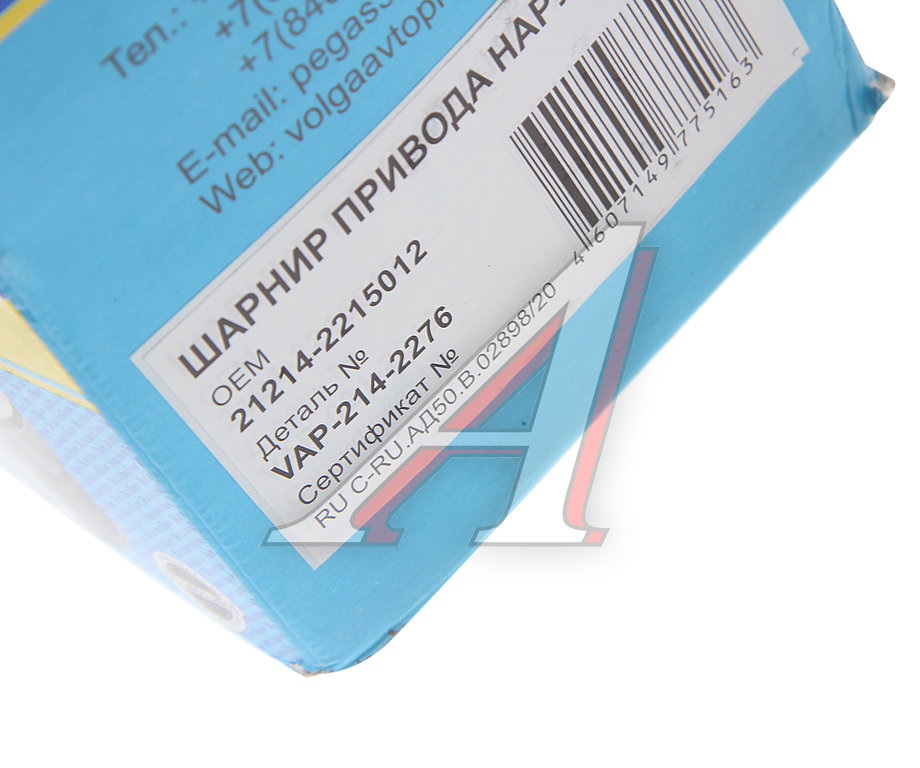 Тел.:
+7(
+7(84
E-mail: pegas
Web: volgaavtopr
ШАРНИР ПРИВОДА НАР
OEM
21214-2215012
Деталь №
VAP-214-2276
Сертификат №
RU C-RU.АД50.В.02898/20
4607149775163